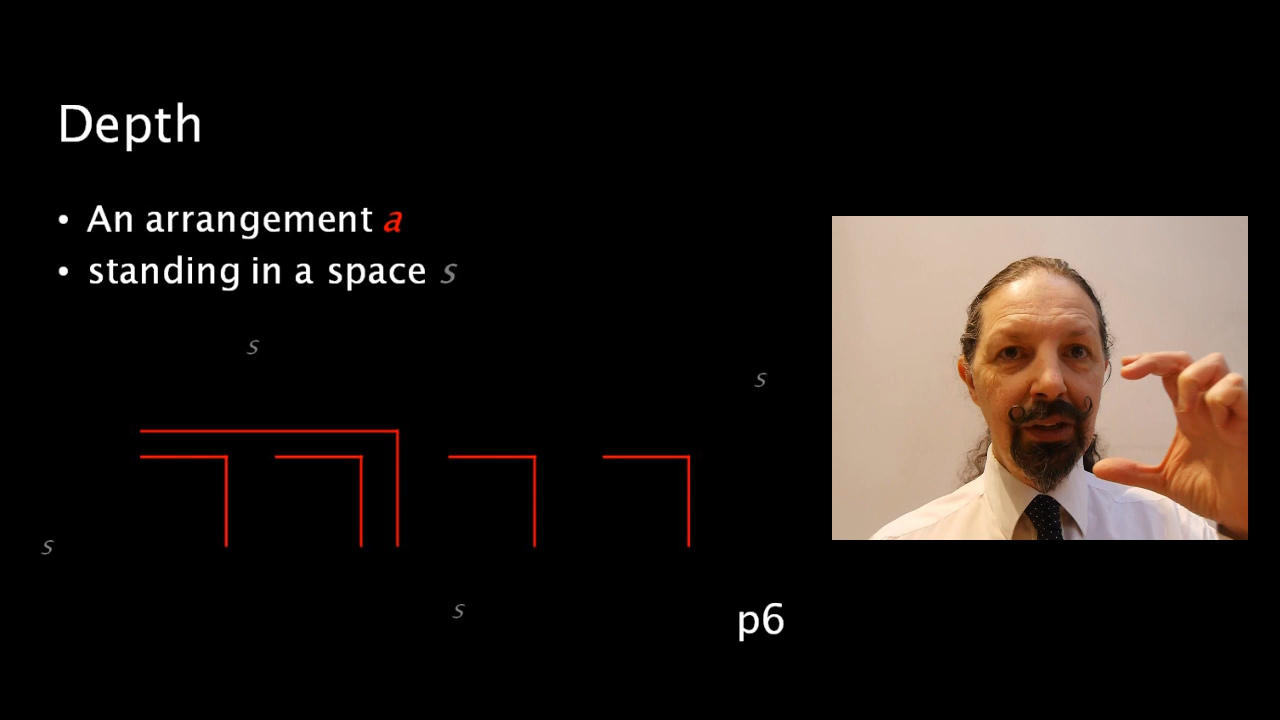 Depth
• An arrangement a
• standing in a space s
s
s
s
s
p6